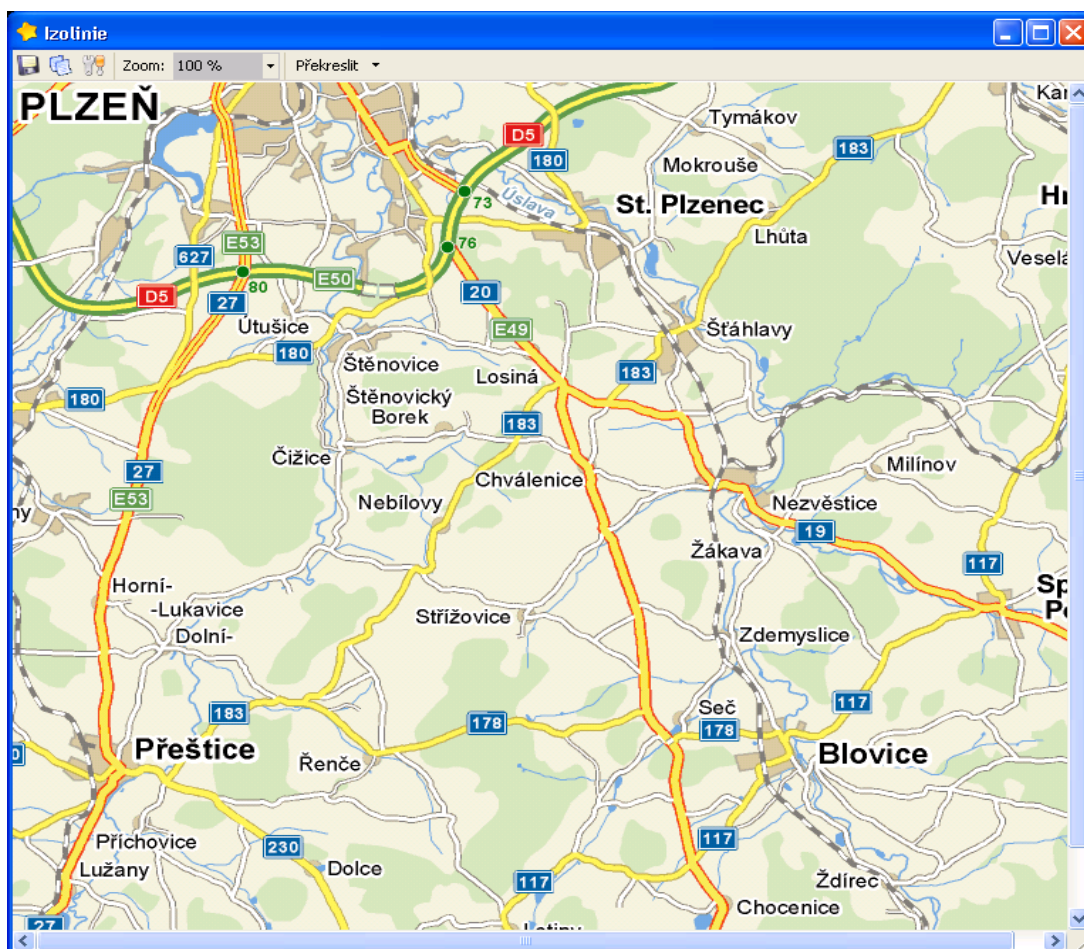 Izolinie
Zoom: 100 % Překreslit
PLZEŇ
D5
180
Tymákov
183
Mokrouše
73
Úslava
St. Plzenec
Lhůta
E53
627
76
Veselá
80
E50
D5
27
20
Útušice
E49
Šťáhlavy
180
Štěnovice
Losiná
183
180
Štěnovický
Borek
183
27
Čižice
Chválenice
Milínov
E53
Nebílovy
Nezvěstice
19
Žákava
117
Horní-
-Lukavice
Dolní-
Střížovice
Zdemyslice
117
183
178
Seč
178
Přeštice
Řenče
Blovice
Příchovice
230
117
Lužany
Dolce
117
Ždírec
27
Chocenice